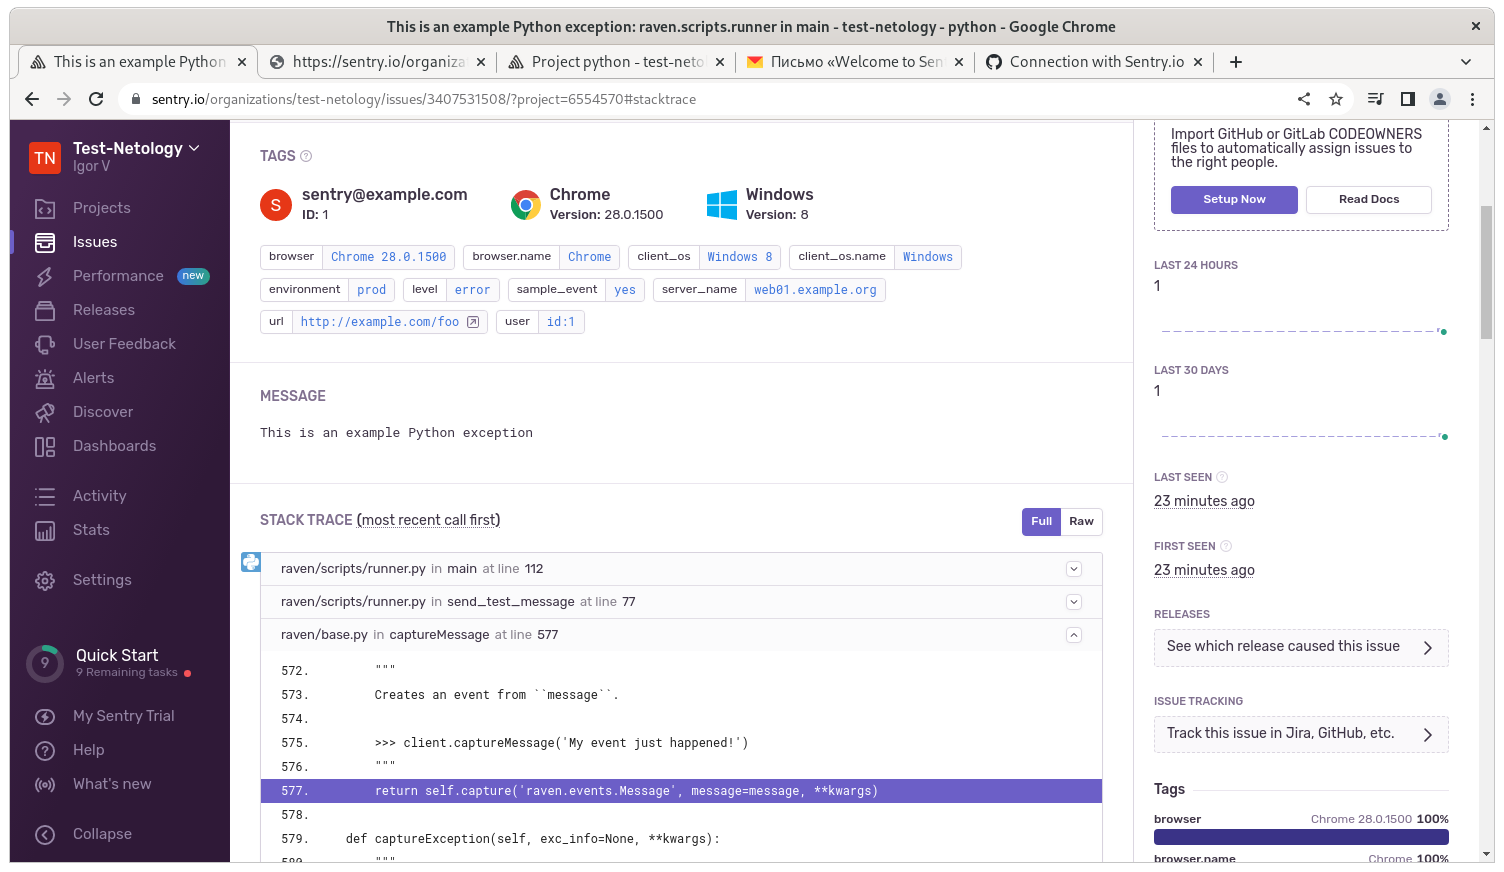 This is an example Python exception: raven.scripts.runner in main - test-netology - python - Google Chrome
This is an example Python
https://sentry.io/organiza
Project python - test-neto
Письмо «Welcome to Sen
Connection with Sentry.io
sentry.io/organizations/test-netology/issues/3407531508/?project=6554570#stacktrace
TN
Test-Netology
Igor V
Projects
Issues
Performance new
Releases
User Feedback
Alerts
Discover
Dashboards
Activity
Stats
Settings
9
Quick Start
9 Remaining tasks
My Sentry Trial
Help
What's new
Collapse
TAGS ?
S
sentry@example.com
ID: 1
Chrome
Version: 28.0.1500
Windows
Version: 8
browser Chrome 28.0.1500 browser.name Chrome client_os Windows 8 client_os.name Windows
environment prod level error sample_event yes server_name web01.example.org
url http://example.com/foo user id:1
MESSAGE
This is an example Python exception
STACK TRACE (most recent call first)
Full Raw
raven/scripts/runner.py in main at line 112
raven/scripts/runner.py in send_test_message at line 77
raven/base.py in captureMessage at line 577
572. """
573. Creates an event from ``message``.
574.
575. >>> client.captureMessage('My event just happened!')
576. """
577. return self.capture('raven.events.Message', message=message, **kwargs)
578.
579. def captureException(self, exc_info=None, **kwargs):
580. """
Import GitHub or GitLab CODEOWNERS
files to automatically assign issues to
the right people.
Setup Now Read Docs
LAST 24 HOURS
1
LAST 30 DAYS
1
LAST SEEN ?
23 minutes ago
FIRST SEEN ?
23 minutes ago
RELEASES
See which release caused this issue
ISSUE TRACKING
Track this issue in Jira, GitHub, etc.
Tags
browser Chrome 28.0.1500 100%
browser.name Chrome 100%